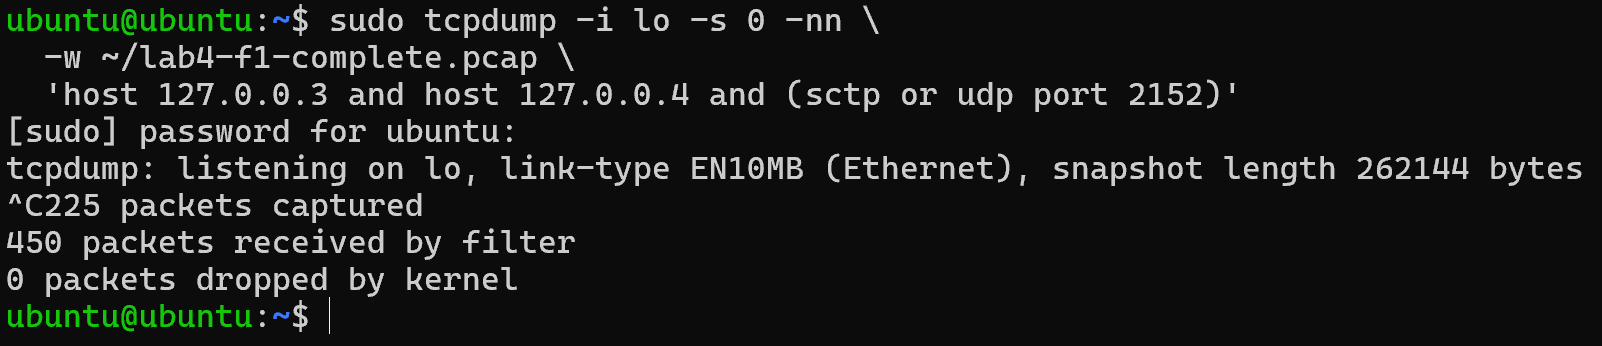 ubuntu@ubuntu:~$ sudo tcpdump -i lo -s 0 -nn \
  -w ~/lab4-f1-complete.pcap \
  'host 127.0.0.3 and host 127.0.0.4 and (sctp or udp port 2152)'
[sudo] password for ubuntu:
tcpdump: listening on lo, link-type EN10MB (Ethernet), snapshot length 262144 bytes
^C225 packets captured
450 packets received by filter
0 packets dropped by kernel
ubuntu@ubuntu:~$